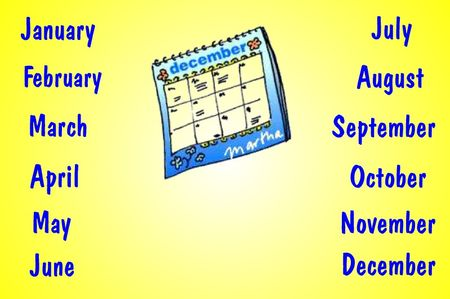 January
February
March
April
May
June
december
martha
July
August
September
October
November
December